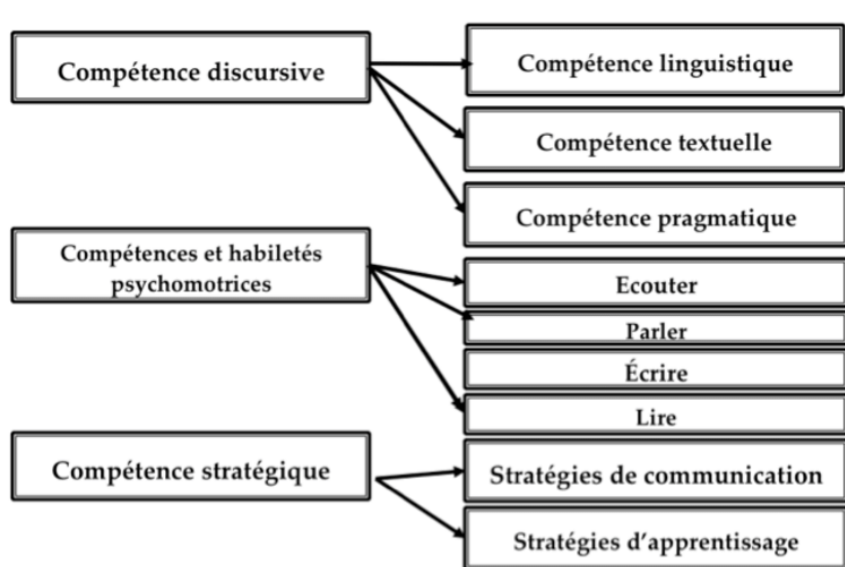 Compétence discursive
Compétence linguistique
Compétence textuelle
Compétence pragmatique
Compétences et habiletés
psychomotrices
Ecouter
Parler
Écrire
Lire
Compétence stratégique
Stratégies de communication
Stratégies d'apprentissage